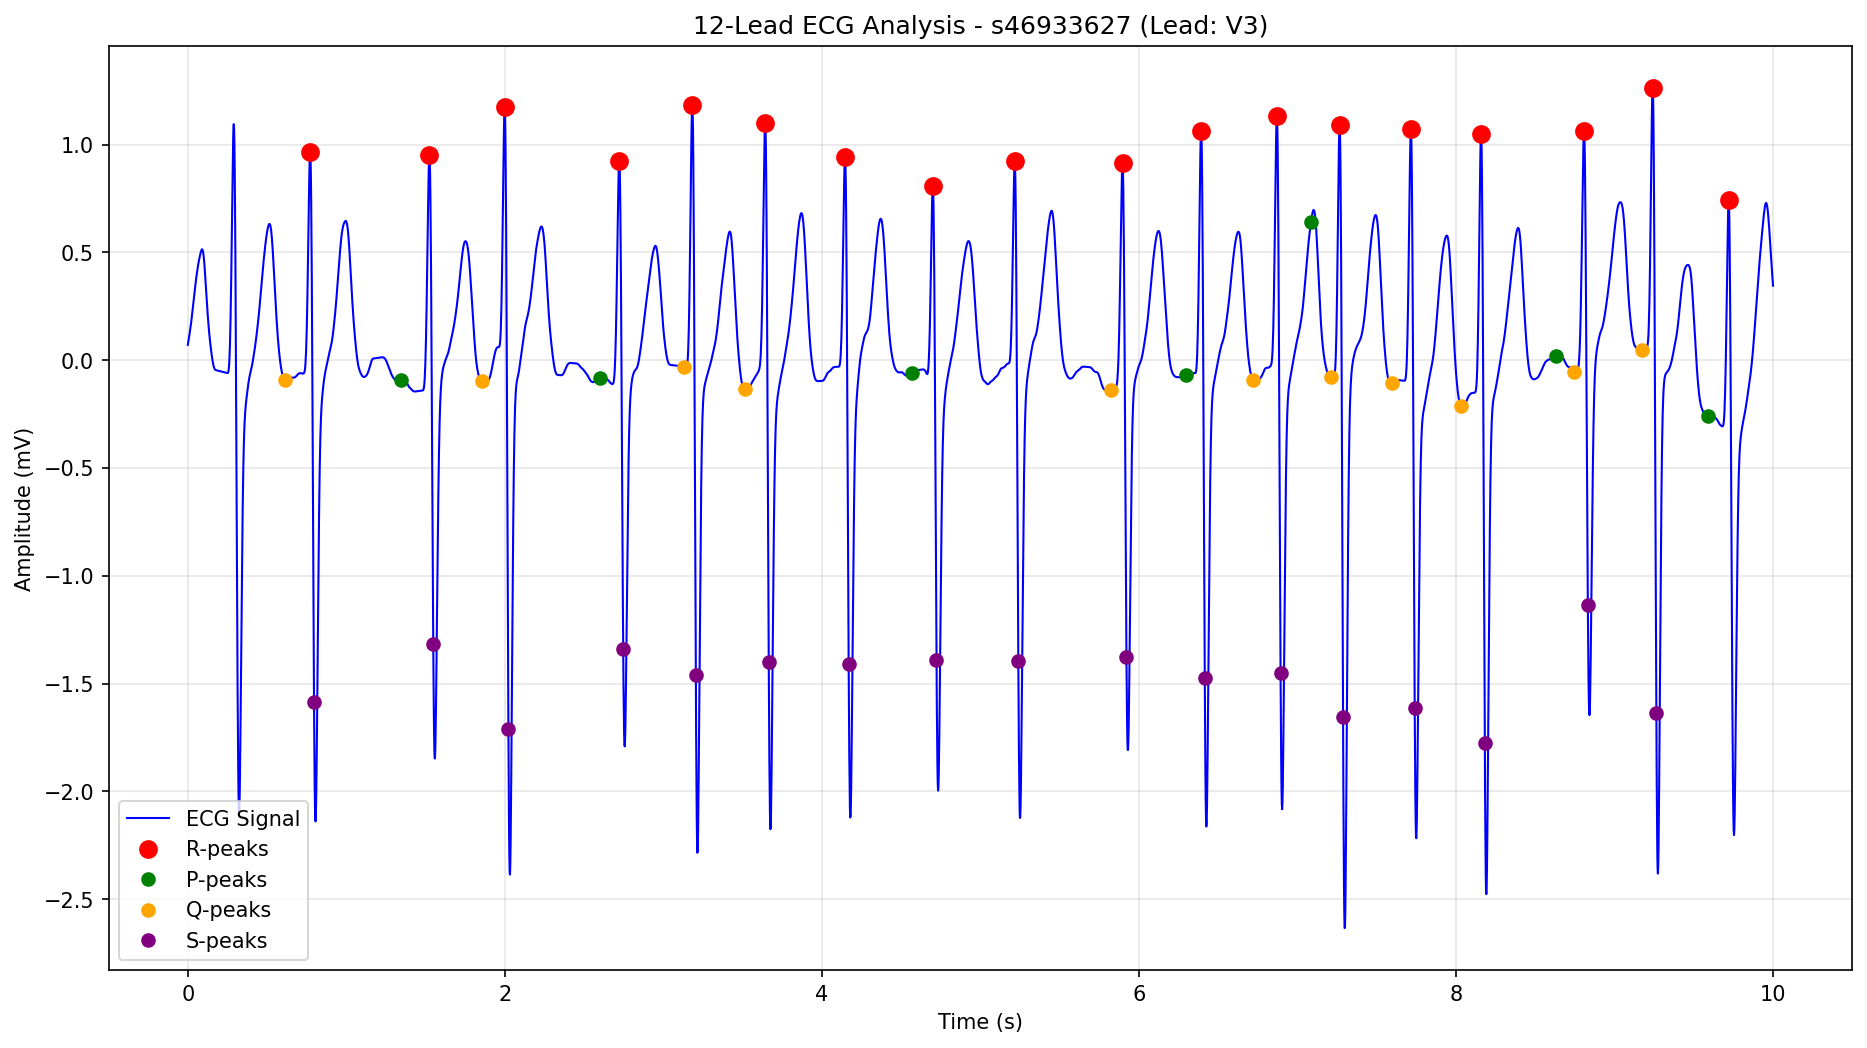 12-Lead ECG Analysis - s46933627 (Lead: V3)
Amplitude (mV)
1.0
0.5
0.0
−0.5
−1.0
−1.5
−2.0
−2.5
ECG Signal
R-peaks
P-peaks
Q-peaks
S-peaks
0 2 4 6 8 10
Time (s)